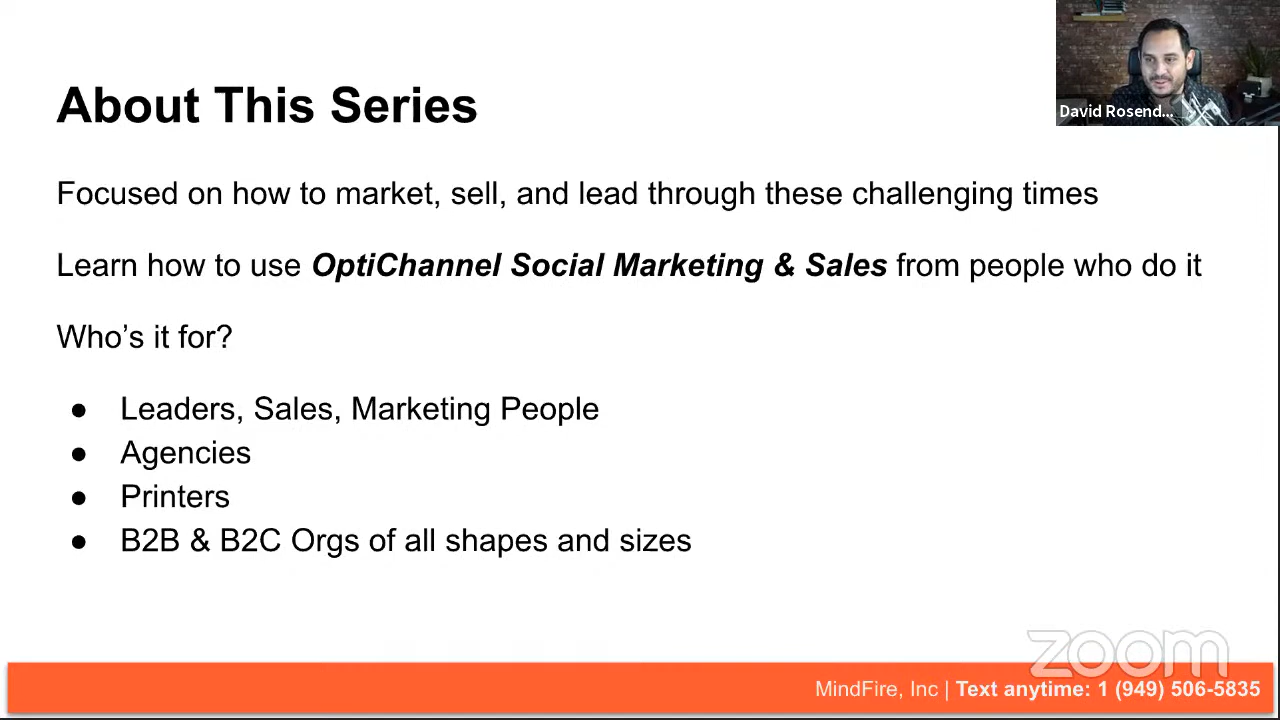 About This Series
David Rosend...
Focused on how to market, sell, and lead through these challenging times
Learn how to use OptiChannel Social Marketing & Sales from people who do it
Who’s it for?
● Leaders, Sales, Marketing People
● Agencies
● Printers
● B2B & B2C Orgs of all shapes and sizes
zoom
MindFire, Inc | Text anytime: 1 (949) 506-5835